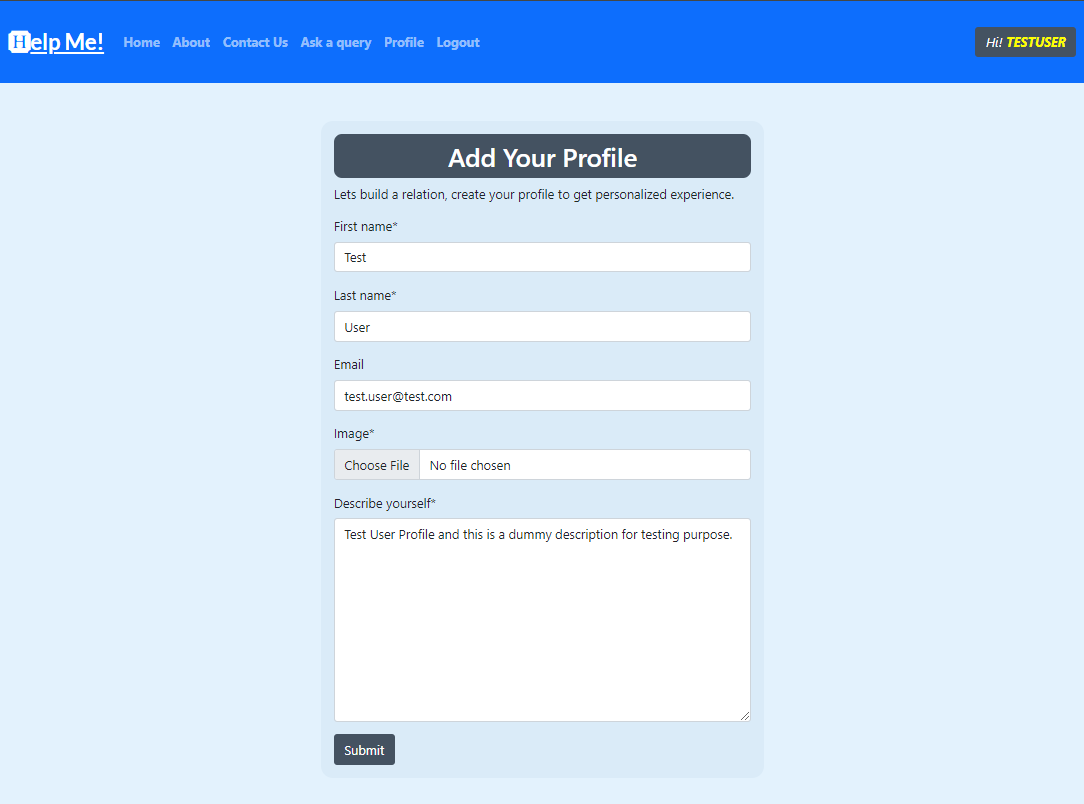 Help Me! Home About Contact Us Ask a query Profile Logout Hi! TESTUSER
Add Your Profile
Lets build a relation, create your profile to get personalized experience.
First name*
Test
Last name*
User
Email
test.user@test.com
Image*
Choose File No file chosen
Describe yourself*
Test User Profile and this is a dummy description for testing purpose.
Submit